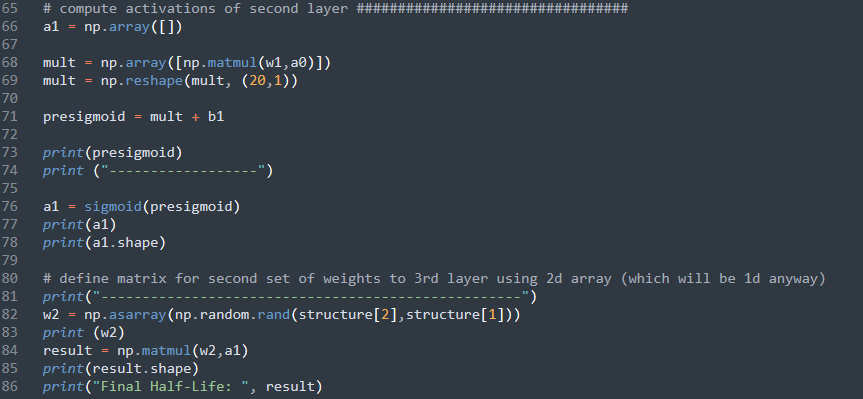 65 # compute activations of second layer #################################
66 a1 = np.array([])
67
68 mult = np.array([np.matmul(w1,a0)])
69 mult = np.reshape(mult, (20,1))
70
71 presigmoid = mult + b1
72
73 print(presigmoid)
74 print ("------------------")
75
76 a1 = sigmoid(presigmoid)
77 print(a1)
78 print(a1.shape)
79
80 # define matrix for second set of weights to 3rd layer using 2d array (which will be 1d anyway)
81 print("---------------------------------------------------")
82 w2 = np.asarray(np.random.rand(structure[2],structure[1]))
83 print (w2)
84 result = np.matmul(w2,a1)
85 print(result.shape)
86 print("Final Half-Life: ", result)